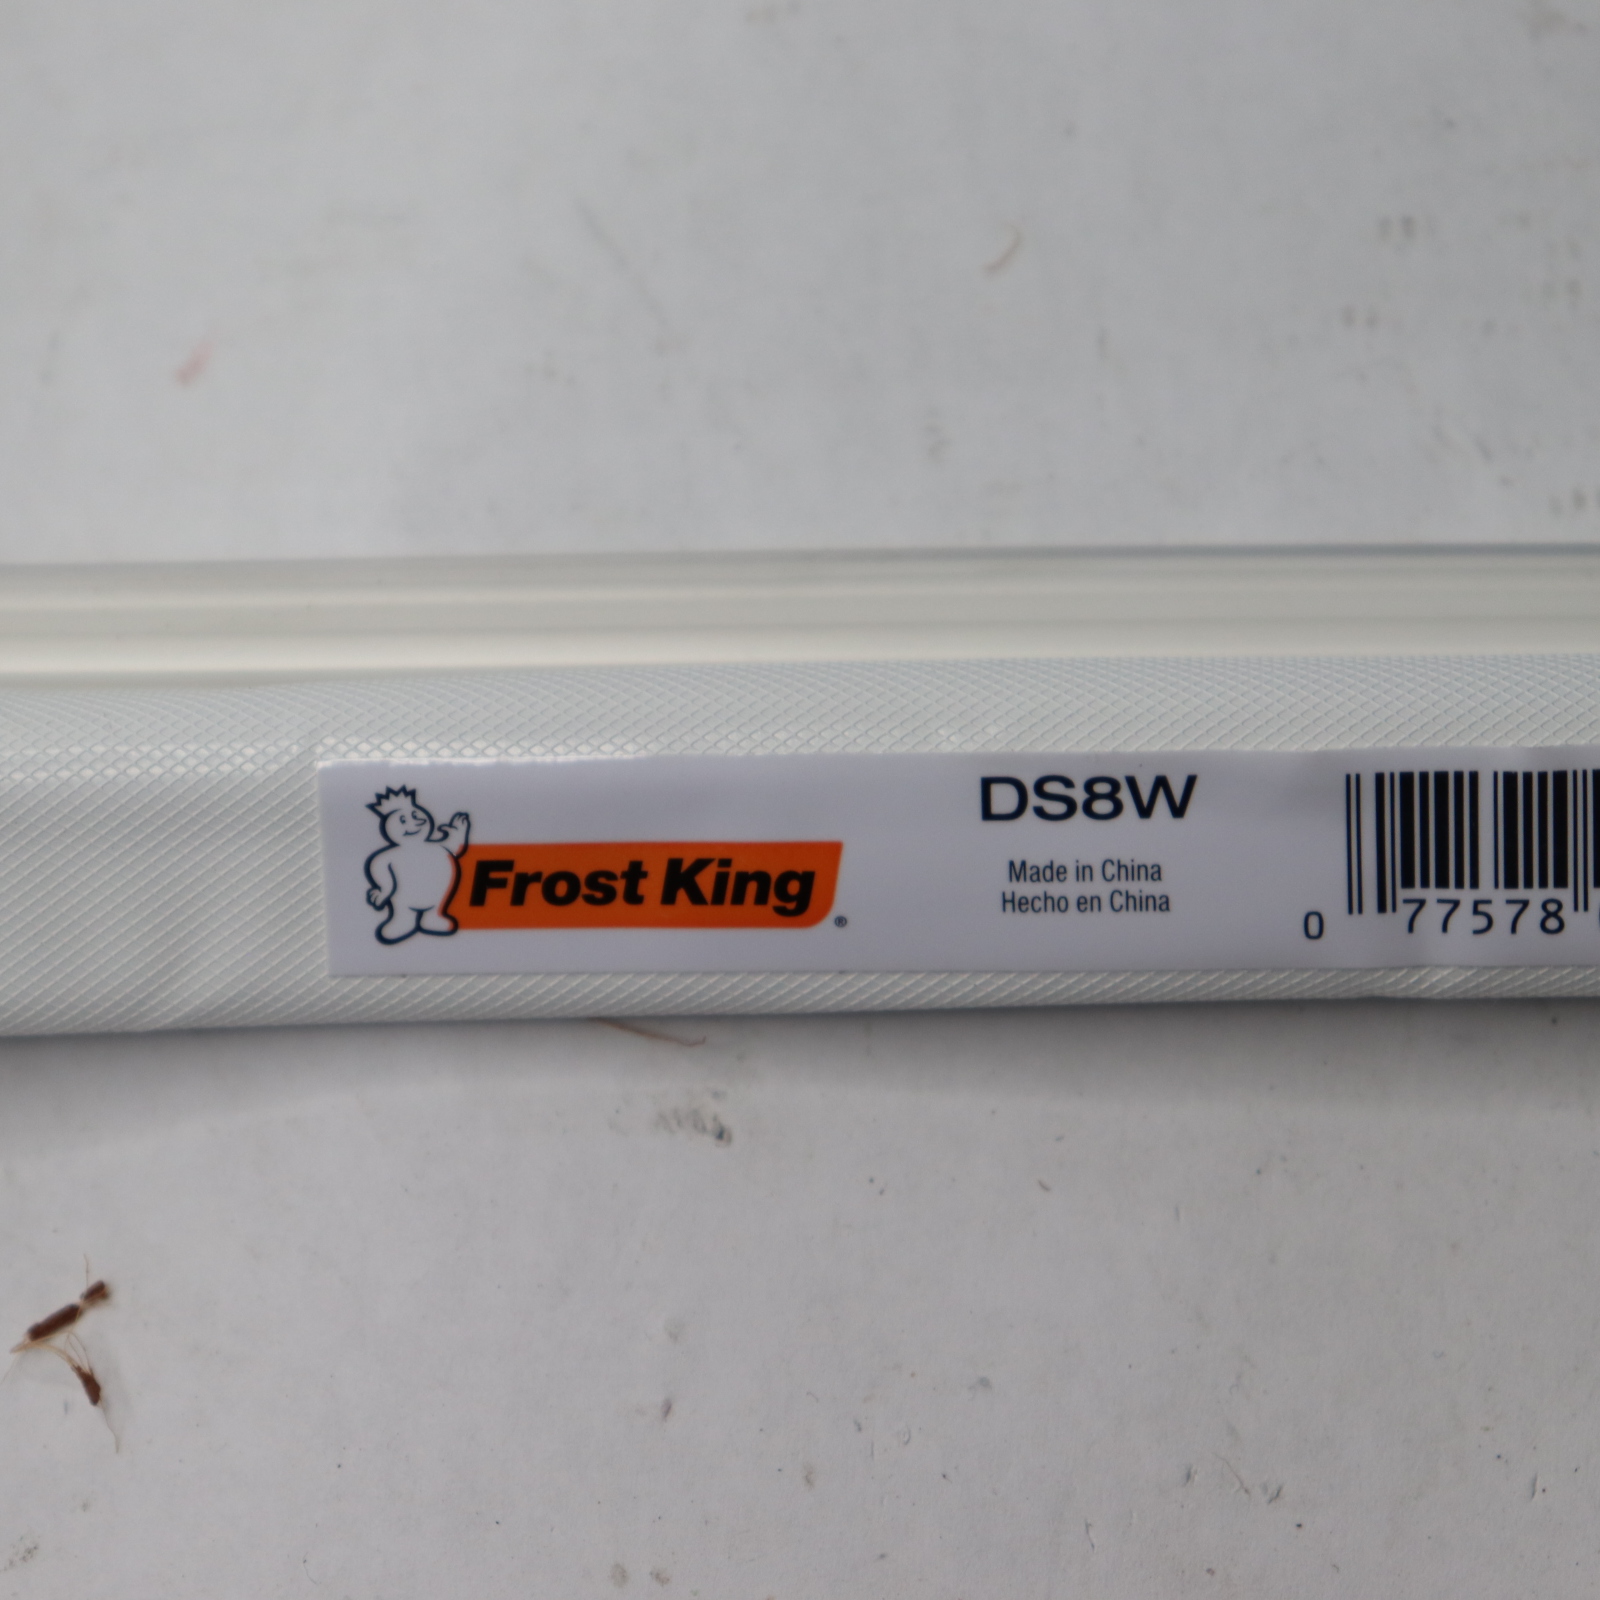 Frost King®
DS8W
Made in China
Hecho en China
0 77578